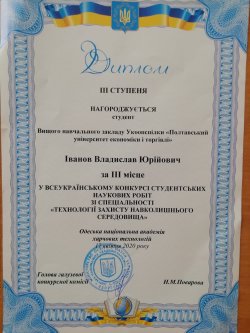 Диплом
ІІІ СТУПЕНЯ
НАГОРОДЖУЄТЬСЯ
студент
Вищого навчального закладу Укоопспілки «Полтавський
університет економіки і торгівлі»
Іванов Владислав Юрійович
за ІІІ місце
У ВСЕУКРАЇНСЬКОМУ КОНКУРСІ СТУДЕНТСЬКИХ
НАУКОВИХ РОБІТ
ЗІ СПЕЦІАЛЬНОСТІ
«ТЕХНОЛОГІЇ ЗАХИСТУ НАВКОЛИШНЬОГО
СЕРЕДОВИЩА»
Одеська національна академія
харчових технологій
2020 року
Голова галузевої
конкурсної комісії
Н.М.Поварова